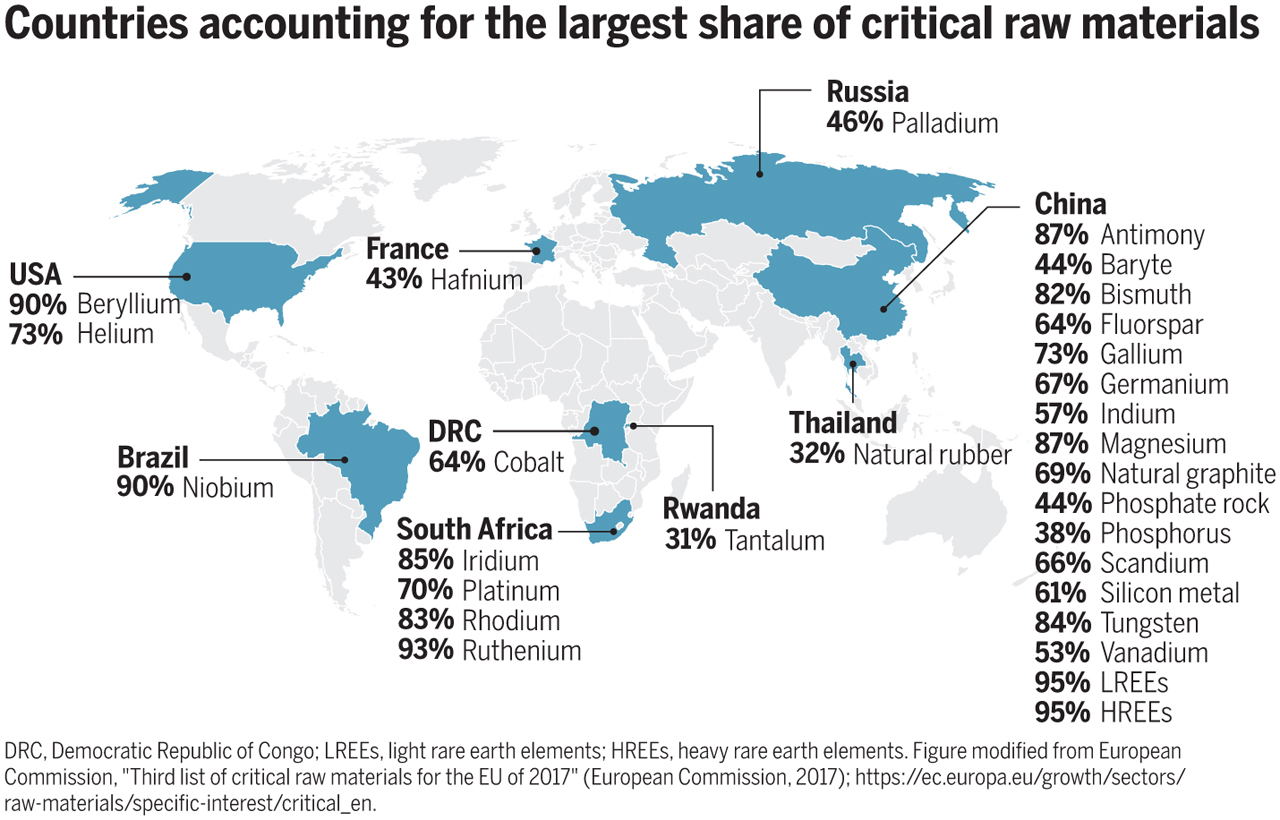 Countries accounting for the largest share of critical raw materials
Russia
46% Palladium
China
87% Antimony
44% Baryte
82% Bismuth
64% Fluorspar
73% Gallium
67% Germanium
57% Indium
87% Magnesium
69% Natural graphite
44% Phosphate rock
38% Phosphorus
66% Scandium
61% Silicon metal
84% Tungsten
53% Vanadium
95% LREEs
95% HREEs
France
43% Hafnium
USA
90% Beryllium
73% Helium
Thailand
32% Natural rubber
DRC
64% Cobalt
Brazil
90% Niobium
Rwanda
31% Tantalum
South Africa
85% Iridium
70% Platinum
83% Rhodium
93% Ruthenium
DRC, Democratic Republic of Congo; LREEs, light rare earth elements; HREEs, heavy rare earth elements. Figure modified from European
Commission, "Third list of critical raw materials for the EU of 2017" (European Commission, 2017); https://ec.europa.eu/growth/sectors/
raw-materials/specific-interest/critical_en.